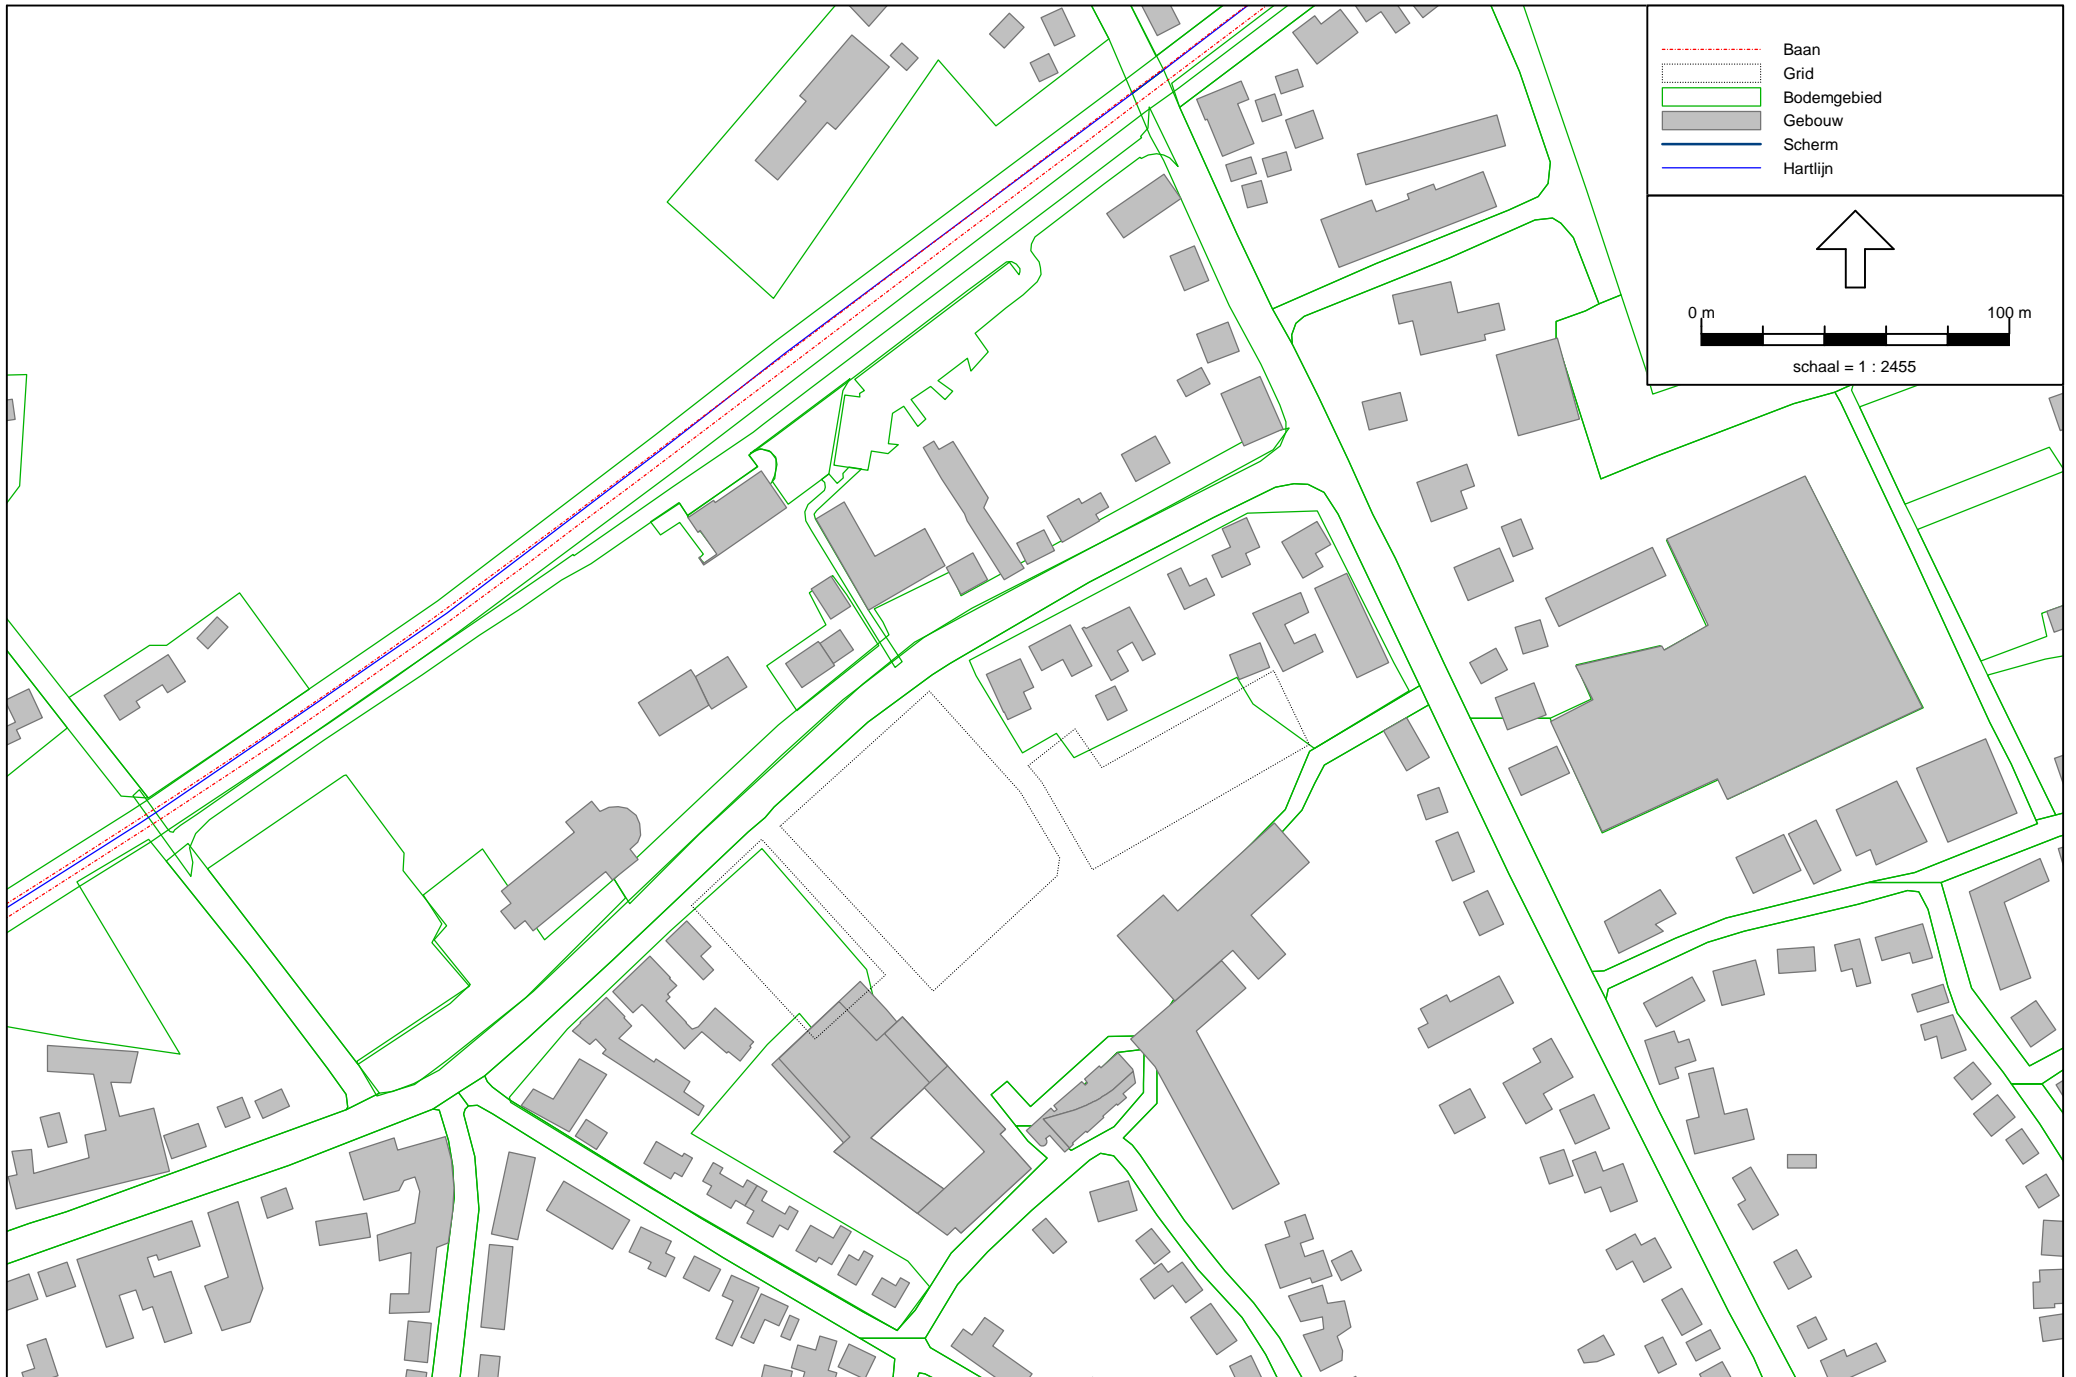 Baan
Grid
Bodemgebied
Gebouw
Scherm
Hartlijn
0 m 100 m
schaal = 1 : 2455